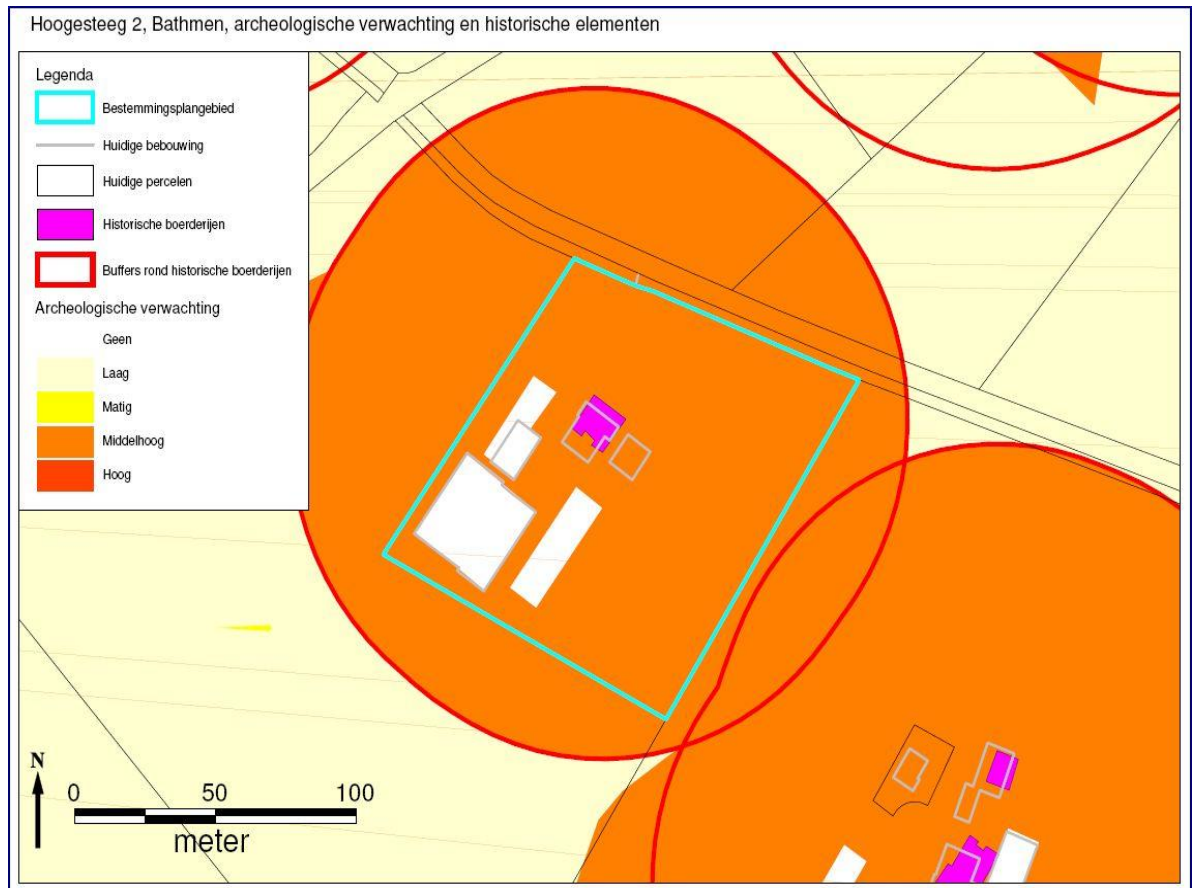 Hoogesteeg 2, Bathmen, archeologische verwachting en historische elementen
Legenda
Bestemmingsplangebied
Huidige bebouwing
Huidige percelen
Historische boerderijen
Buffers rond historische boerderijen
Archeologische verwachting
Geen
Laag
Matig
Middelhoog
Hoog
N
0 50 100
meter